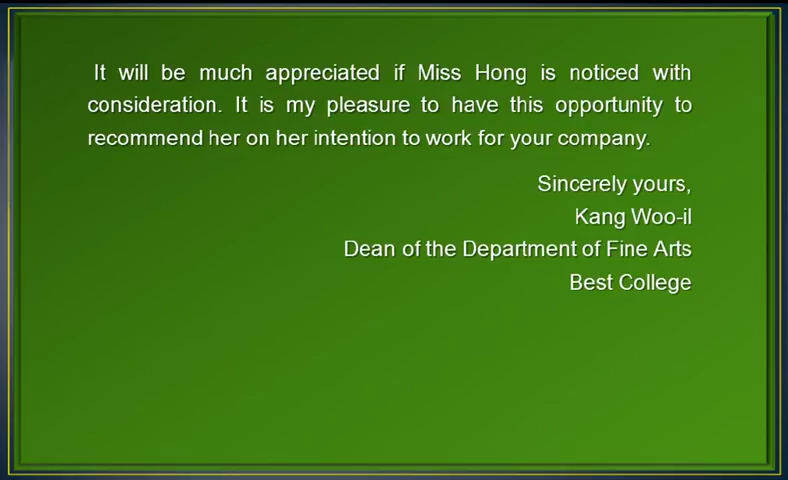 It will be much appreciated if Miss Hong is noticed with
consideration. It is my pleasure to have this opportunity to
recommend her on her intention to work for your company.
Sincerely yours,
Kang Woo-il
Dean of the Department of Fine Arts
Best College